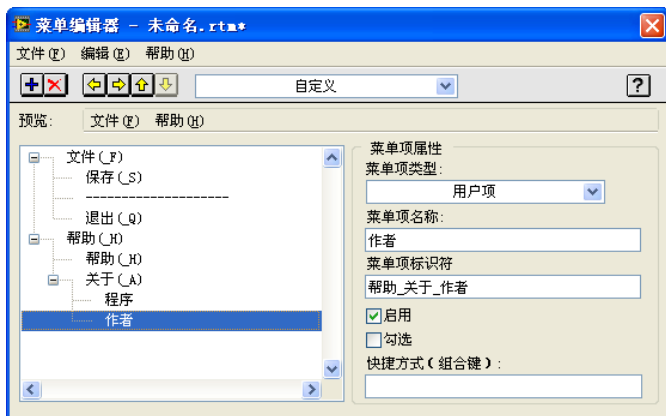 菜单编辑器 - 未命名.rtm*
文件(F) 编辑(E) 帮助(H)
自定义
?
预览: 文件(F) 帮助(H)
文件(_F)
保存(_S)
--------------------
退出(_Q)
帮助(_H)
帮助(_H)
关于(_A)
程序
作者
菜单项属性
菜单项类型:
用户项
菜单项名称:
作者
菜单项标识符
帮助_关于_作者
启用
勾选
快捷方式(组合键):